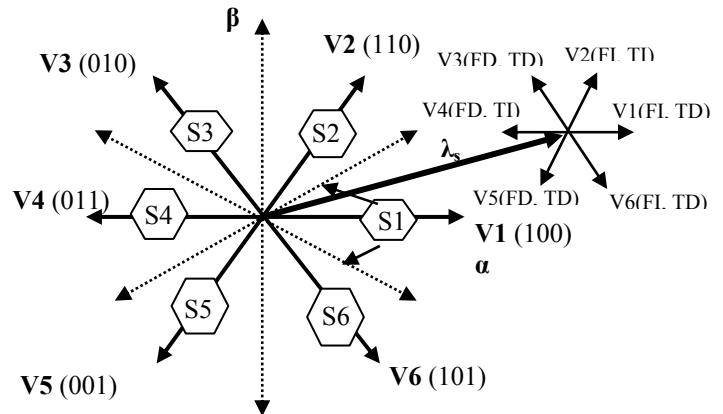 β
V2 (110)
V3 (010)
V3(FD, TD)
V2(FI, TI)
V4(FD, TI)
V1(FI, TD)
S3
S2
λs
V5(FD, TD)
V6(FI, TD)
V4 (011)
S4
S1
V1 (100)
α
S5
S6
V5 (001)
V6 (101)